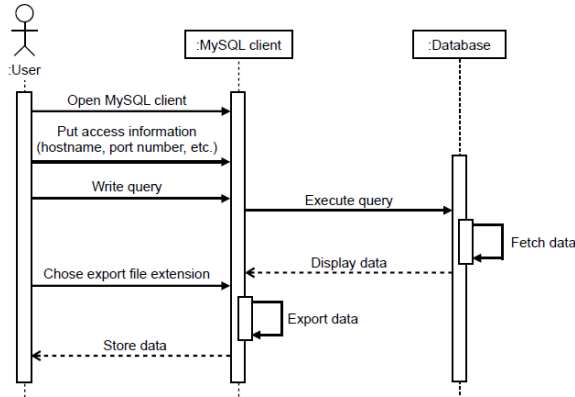 :MySQL client
:Database
:User
Open MySQL client
Put access information
(hostname, port number, etc.)
Write query
Execute query
Fetch data
Display data
Chose export file extension
Export data
Store data